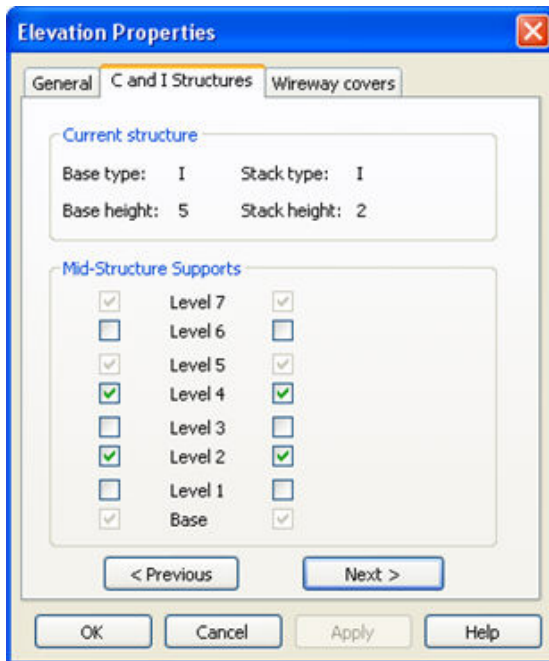 Elevation Properties
General C and I Structures Wireway covers
Current structure
Base type: I Stack type: I
Base height: 5 Stack height: 2
Mid-Structure Supports
Level 7
Level 6
Level 5
Level 4
Level 3
Level 2
Level 1
Base
< Previous Next >
OK Cancel Apply Help